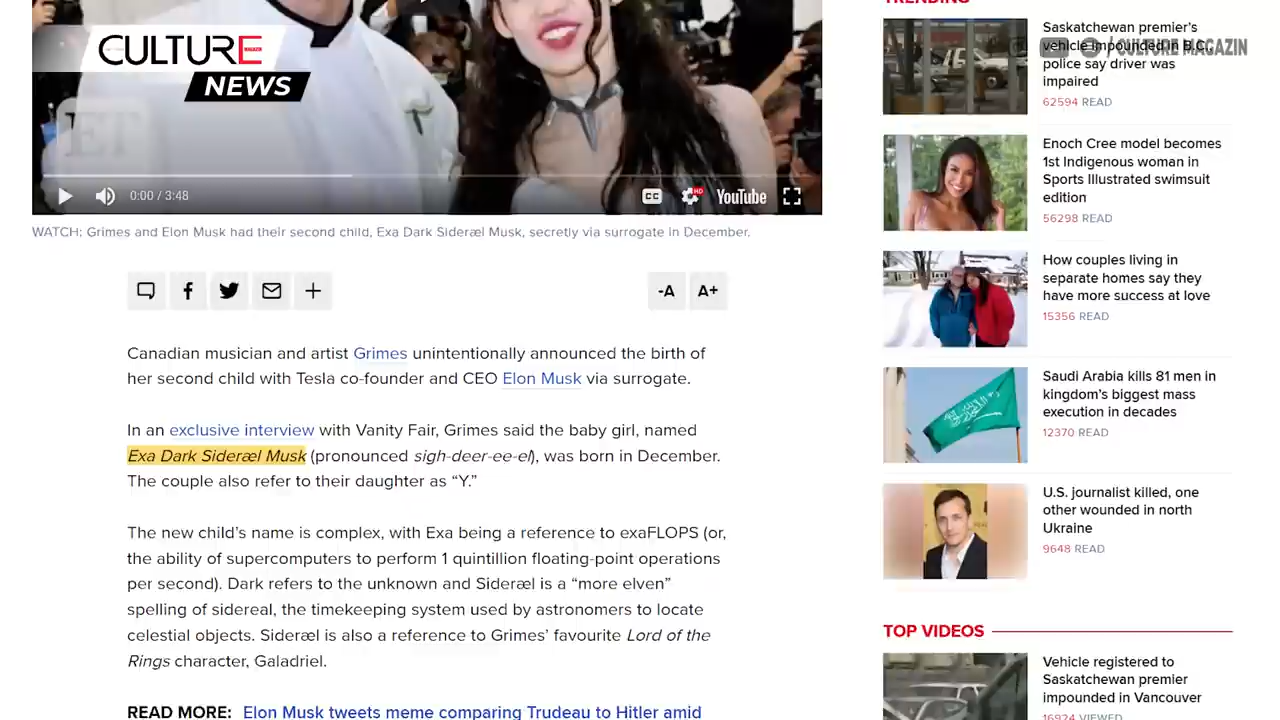 TRENDING
CULTURE
MAGAZIN
NEWS
ET
0:00 / 3:48
CC
HD
YouTube
WATCH: Grimes and Elon Musk had their second child, Exa Dark Sideræl Musk, secretly via surrogate in December.
-A
A+
Canadian musician and artist Grimes unintentionally announced the birth of
her second child with Tesla co-founder and CEO Elon Musk via surrogate.
In an exclusive interview with Vanity Fair, Grimes said the baby girl, named
Exa Dark Sideræl Musk (pronounced sigh-deer-ee-el), was born in December.
The couple also refer to their daughter as “Y.”
The new child’s name is complex, with Exa being a reference to exaFLOPS (or,
the ability of supercomputers to perform 1 quintillion floating-point operations
per second). Dark refers to the unknown and Sideræl is a “more elven”
spelling of sidereal, the timekeeping system used by astronomers to locate
celestial objects. Sideræl is also a reference to Grimes’ favourite Lord of the
Rings character, Galadriel.
READ MORE: Elon Musk tweets meme comparing Trudeau to Hitler amid
Saskatchewan premier’s
vehicle impounded in B.C.,
police say driver was
impaired
62594 READ
/ CULTURE MAGAZIN
Enoch Cree model becomes
1st Indigenous woman in
Sports Illustrated swimsuit
edition
56298 READ
How couples living in
separate homes say they
have more success at love
15356 READ
Saudi Arabia kills 81 men in
kingdom’s biggest mass
execution in decades
12370 READ
U.S. journalist killed, one
other wounded in north
Ukraine
9648 READ
TOP VIDEOS
Vehicle registered to
Saskatchewan premier
impounded in Vancouver
16924 VIEWED